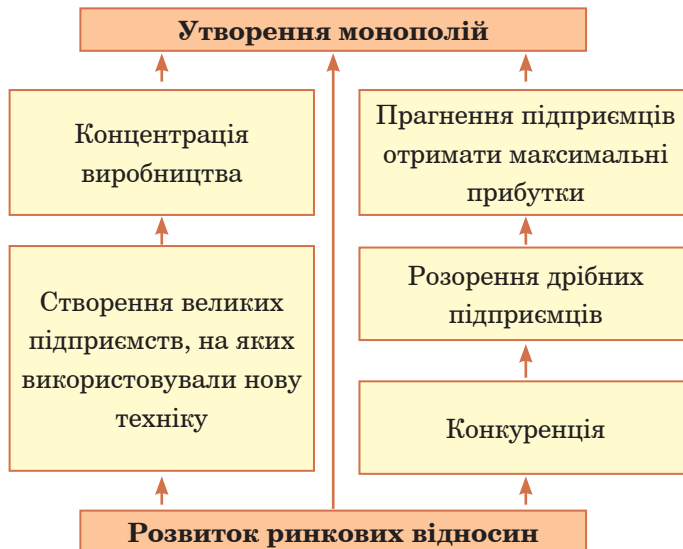 Утворення монополій
Концентрація
виробництва
Створення великих
підприємств, на яких
використовували нову
техніку
Прагнення підприємців
отримати максимальні
прибутки
Розорення дрібних
підприємців
Конкуренція
Розвиток ринкових відносин